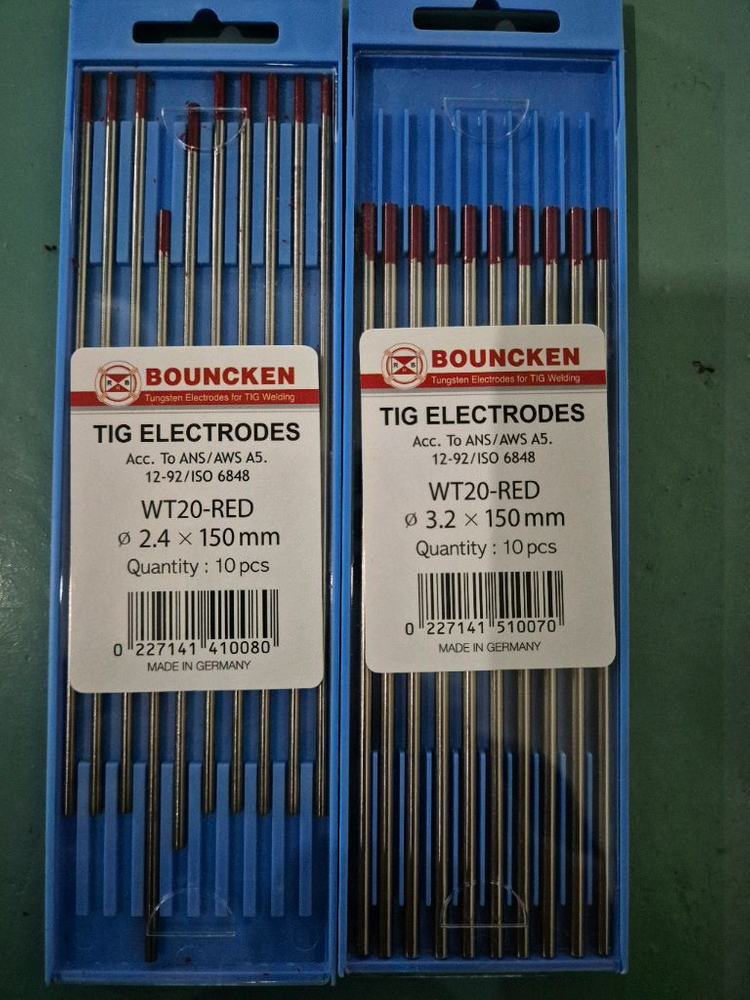 R B
BOUNCKEN
Tungsten Electrodes for TIG Welding
TIG ELECTRODES
Acc. To ANS/AWS A5.
12-92/ISO 6848
WT20-RED
ø 2.4 × 150 mm
Quantity : 10 pcs
0 227141 410080
MADE IN GERMANY
R B
BOUNCKEN
Tungsten Electrodes for TIG Welding
TIG ELECTRODES
Acc. To ANS/AWS A5.
12-92/ISO 6848
WT20-RED
ø 3.2 × 150 mm
Quantity : 10 pcs
0 227141 510070
MADE IN GERMANY